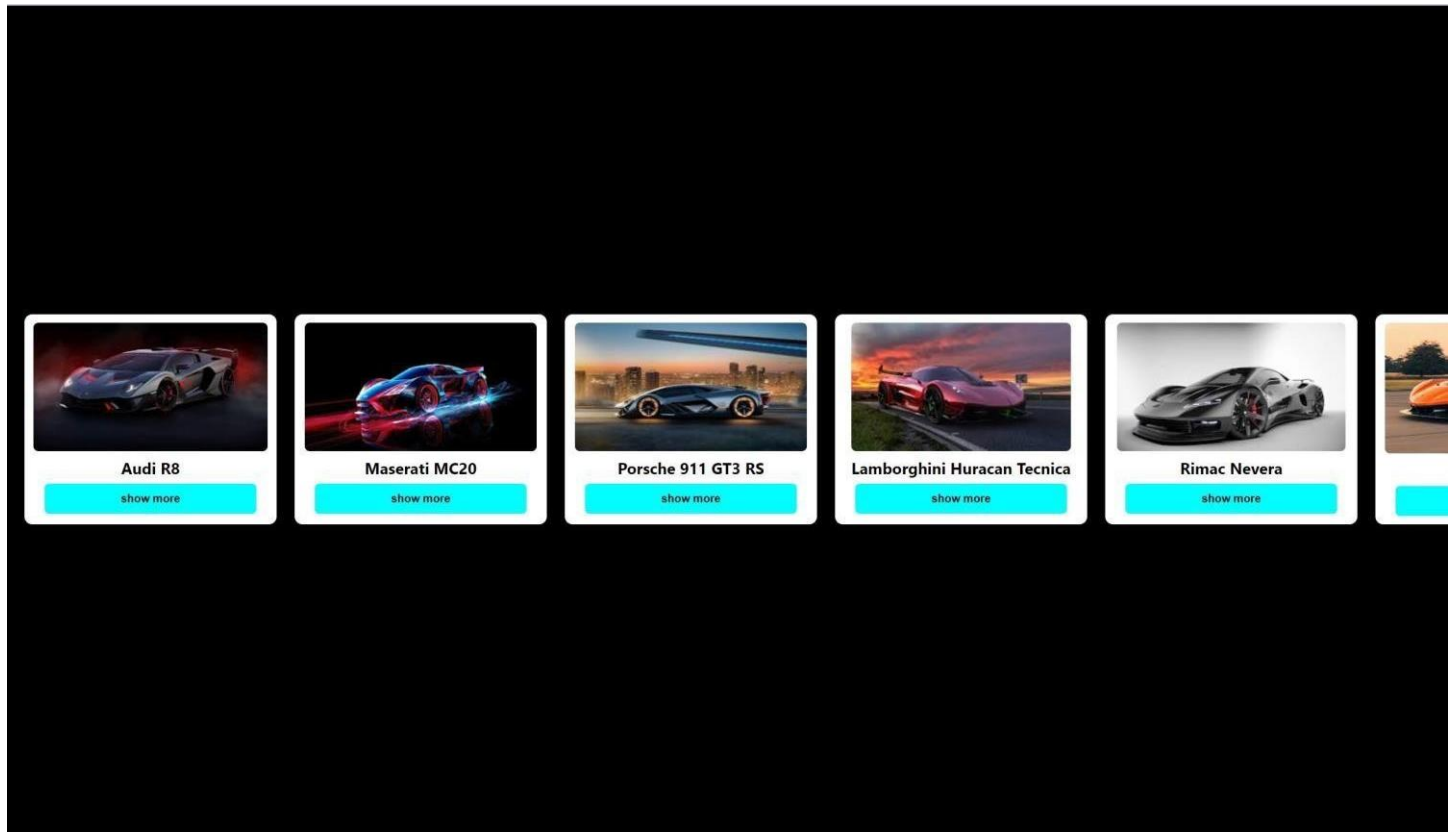 Audi R8
show more
Maserati MC20
show more
Porsche 911 GT3 RS
show more
Lamborghini Huracan Tecnica
show more
Rimac Nevera
show more